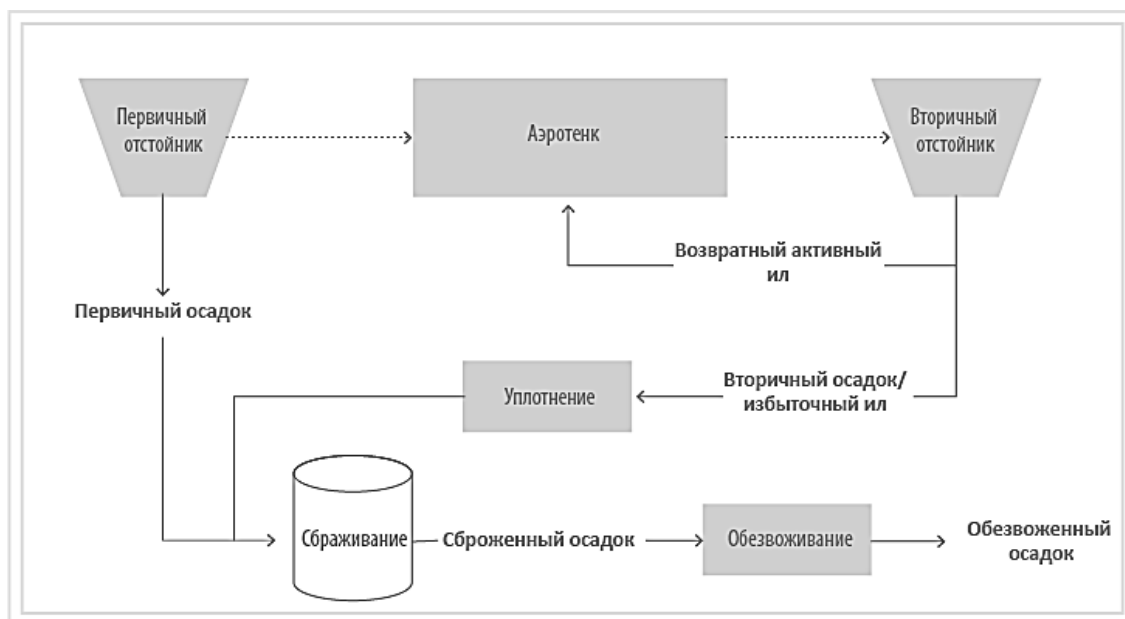 Первичный
отстойник
Аэротенк
Вторичный
отстойник
Возвратный активный
ил
Первичный осадок
Уплотнение
Вторичный осадок/
избыточный ил
Сбраживание
Сброженный осадок
Обезвоживание
Обезвоженный
осадок